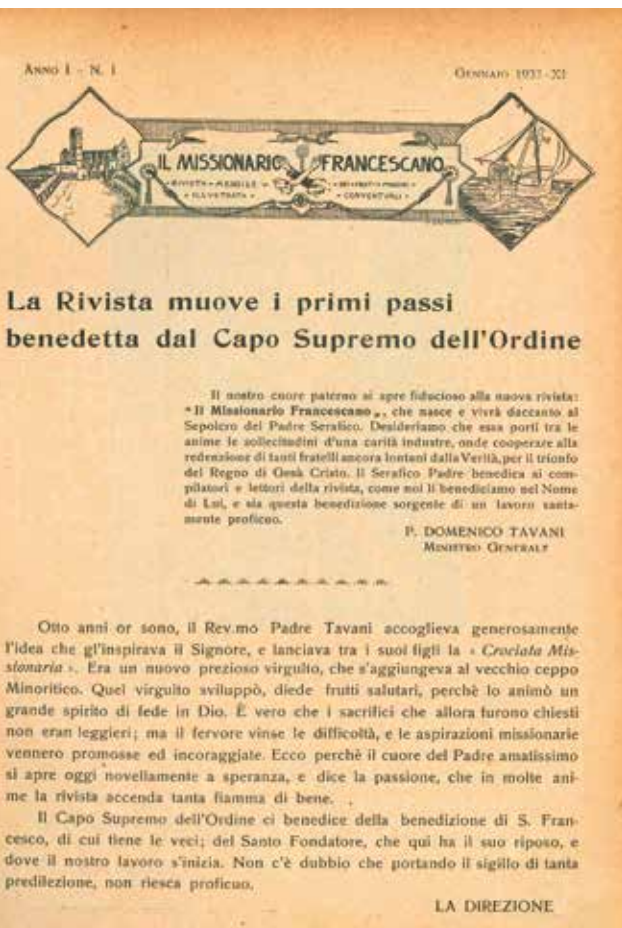 ANNO I - N. 1
GENNAIO 1933-XI
IL MISSIONARIO FRANCESCANO
RIVISTA MENSILE
ILLUSTRATA
DEI FRATI MINORI
CONVENTUALI
La Rivista muove i primi passi
benedetta dal Capo Supremo dell'Ordine
Il nostro cuore paterno si apre fiducioso alla nuova rivista:
"Il Missionario Francescano„, che nasce e vivrà daccanto al
Sepolcro del Padre Serafico. Desideriamo che essa porti tra le
anime le sollecitudini d'una carità industre, onde cooperare alla
redenzione di tanti fratelli ancora lontani dalla Verità, per il trionfo
del Regno di Gesù Cristo. Il Serafico Padre benedica ai com-
pilatori e lettori della rivista, come noi li benediciamo nel Nome
di Lui, e sia questa benedizione sorgente di un lavoro santa-
mente proficuo.
P. DOMENICO TAVANI
MINISTRO GENERALE
Otto anni or sono, il Rev.mo Padre Tavani accoglieva generosamente
l'idea che gl'inspirava il Signore, e lanciava tra i suoi figli la « Crociata Mis-
sionaria ». Era un nuovo prezioso virgulto, che s'aggiungeva al vecchio ceppo
Minoritico. Quel virgulto sviluppò, diede frutti salutari, perchè lo animò un
grande spirito di fede in Dio. È vero che i sacrifici che allora furono chiesti
non eran leggieri; ma il fervore vinse le difficoltà, e le aspirazioni missionarie
vennero promosse ed incoraggiate. Ecco perchè il cuore del Padre amatissimo
si apre oggi novellamente a speranza, e dice la passione, che in molte ani-
me la rivista accenda tanta fiamma di bene.
Il Capo Supremo dell'Ordine ci benedice della benedizione di S. Fran-
cesco, di cui tiene le veci; del Santo Fondatore, che qui ha il suo riposo, e
dove il nostro lavoro s'inizia. Non c'è dubbio che portando il sigillo di tanta
predilezione, non riesca proficuo.
LA DIREZIONE